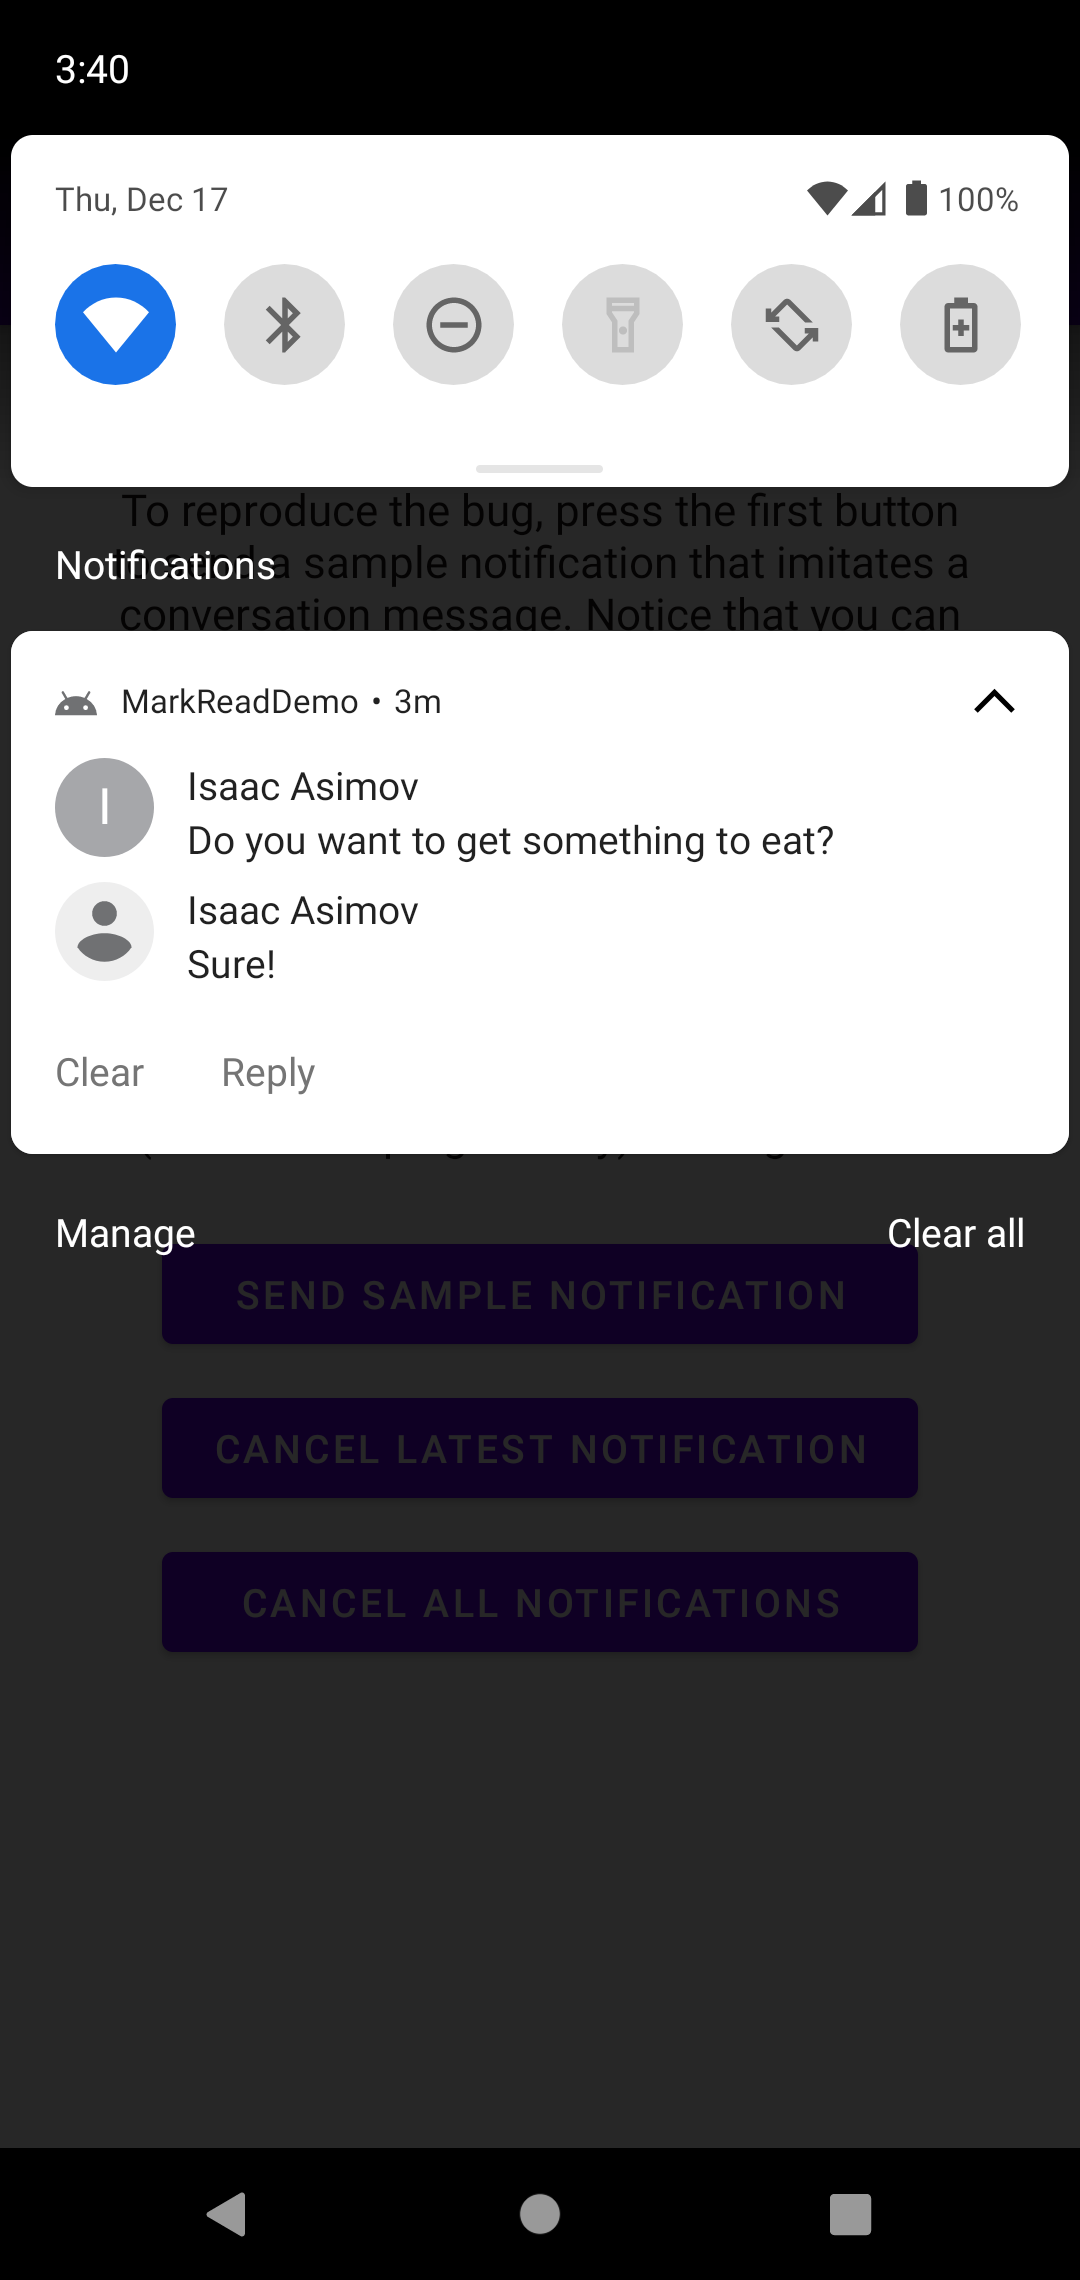 3:40
Thu, Dec 17
100%
To reproduce the bug, press the first button
Notifications
a sample notification that imitates a
conversation message. Notice that you can
MarkReadDemo • 3m
I
Isaac Asimov
Do you want to get something to eat?
Isaac Asimov
Sure!
Clear Reply
Manage Clear all
SEND SAMPLE NOTIFICATION
CANCEL LATEST NOTIFICATION
CANCEL ALL NOTIFICATIONS